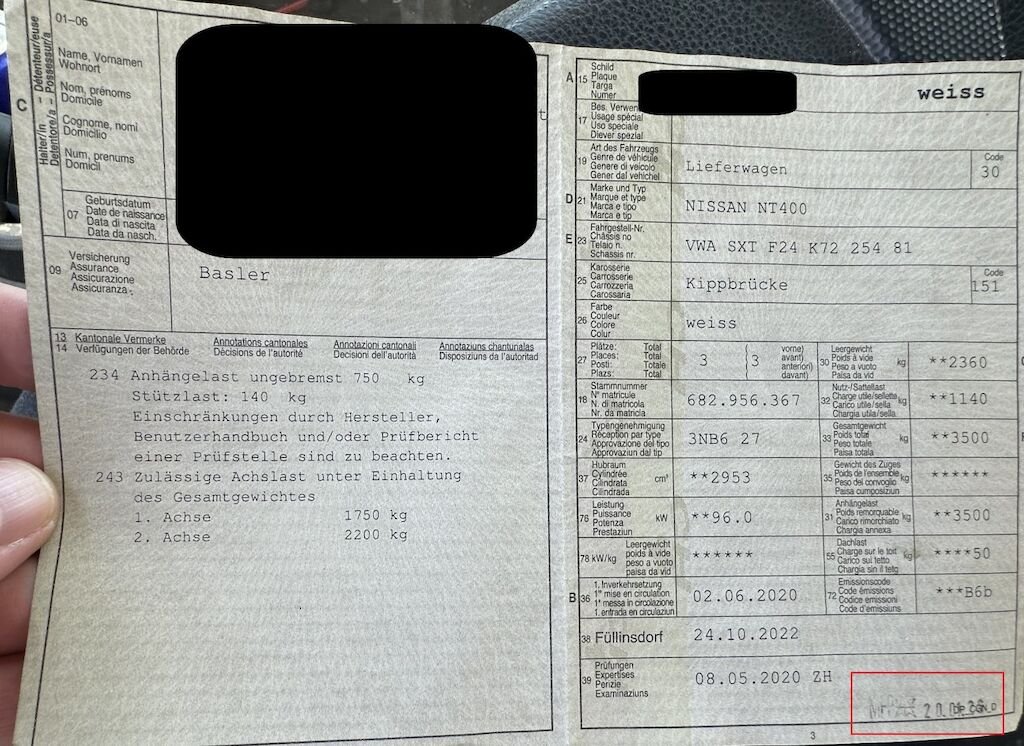 01-06
Halter/in - Détenteur/euse
Detentore/a - Possessur/a
C
Name, Vornamen
Wohnort
Nom, prénoms
Domicile
Cognome, nomi
Domicilio
Num, prenums
Domicil
07
Geburtsdatum
Date de naissance
Data di nascita
Data da nasch.
09
Versicherung
Assurance
Assicurazione
Assicuranza
Basler
13 Kantonale Vermerke Annotations cantonales Annotazioni cantonali Annotaziuns chantunalas
14 Verfügungen der Behörde Décisions de l'autorité Decisioni dell'autorità Disposiziuns da l'autoritad
234 Anhängelast ungebremst 750 kg
Stützlast: 140 kg
Einschränkungen durch Hersteller,
Benutzerhandbuch und/oder Prüfbericht
einer Prüfstelle sind zu beachten.
243 Zulässige Achslast unter Einhaltung
des Gesamtgewichtes
1. Achse 1750 kg
2. Achse 2200 kg
A 15
Schild
Plaque
Targa
Numer
weiss
17
Bes. Verwen
Usage spécial
Uso speciale
Diever spezial
19
Art des Fahrzeugs
Genre de véhicule
Genere di veicolo
Gener dal vehichel
Lieferwagen
Code
30
D 21
Marke und Typ
Marque et type
Marca e tipo
Marca e tip
NISSAN NT400
E 23
Fahrgestell-Nr.
Châssis no
Telaio n.
Schassis nr.
VWA SXT F24 K72 254 81
25
Karosserie
Carrosserie
Carrozzeria
Carossaria
Kippbrücke
Code
151
26
Farbe
Couleur
Colore
Colur
weiss
27
Plätze: Total
Places: Total
Posti: Totale
Plazs: Total
3
(3
vorne)
avant)
anteriori)
davant)
30
Leergewicht
Poids à vide
Peso a vuoto
Paisa da vid
kg
**2360
18
Stammnummer
N° matricule
N. di matricola
Nr. da matricla
682.956.367
32
Nutz-/Sattellast
Charge utile/sellette
Carico utile/sella
Chargia utila/sella
kg
**1140
24
Typengenehmigung
Réception par type
Approvazione del tipo
Approvaziun dal tip
3NB6 27
33
Gesamtgewicht
Poids total
Peso totale
Paisa totala
kg
**3500
37
Hubraum
Cylindrée
Cilindrata
Cilindrada
cm³
**2953
35
Gewicht des Zuges
Poids de l'ensemble
Peso del convoglio
Paisa cumposiziun
kg
******
76
Leistung
Puissance
Potenza
Prestaziun
kW
**96.0
31
Anhängelast
Poids remorquable
Carico rimorchiato
Chargia annexa
kg
**3500
78 kW/kg
Leergewicht
poids à vide
peso a vuoto
paisa da vid
******
55
Dachlast
Charge sur le toit
Carico sul tetto
Chargia sin il tetg
kg
****50
B 36
1. Inverkehrsetzung
1re mise en circulation
1a messa in circolazione
1. entrada en circulaziun
02.06.2020
72
Emissionscode
Code émissions
Codice emissioni
Code d'emissiuns
***B6b
38 Füllinsdorf 24.10.2022
39
Prüfungen
Expertises
Perizie
Examinaziuns
08.05.2020 ZH
3